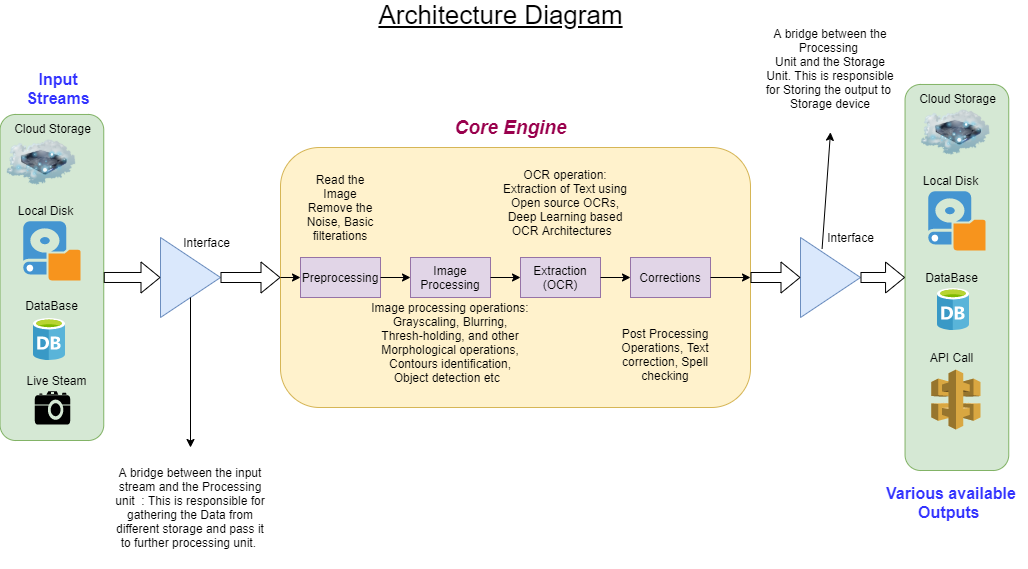 Architecture Diagram
Input
Streams
Cloud Storage
Local Disk
DataBase
DB
Live Steam
Interface
A bridge between the input
stream and the Processing
unit : This is responsible for
gathering the Data from
different storage and pass it
to further processing unit.
Core Engine
Read the
Image
Remove the
Noise, Basic
filterations
Preprocessing
Image
Processing
Image processing operations:
Grayscaling, Blurring,
Thresh-holding, and other
Morphological operations,
Contours identification,
Object detection etc
OCR operation:
Extraction of Text using
Open source OCRs,
Deep Learning based
OCR Architectures
Extraction
(OCR)
Corrections
Post Processing
Operations, Text
correction, Spell
checking
A bridge between the
Processing
Unit and the Storage
Unit. This is responsible
for Storing the output to
Storage device
Interface
Cloud Storage
Local Disk
DataBase
DB
API Call
Various available
Outputs